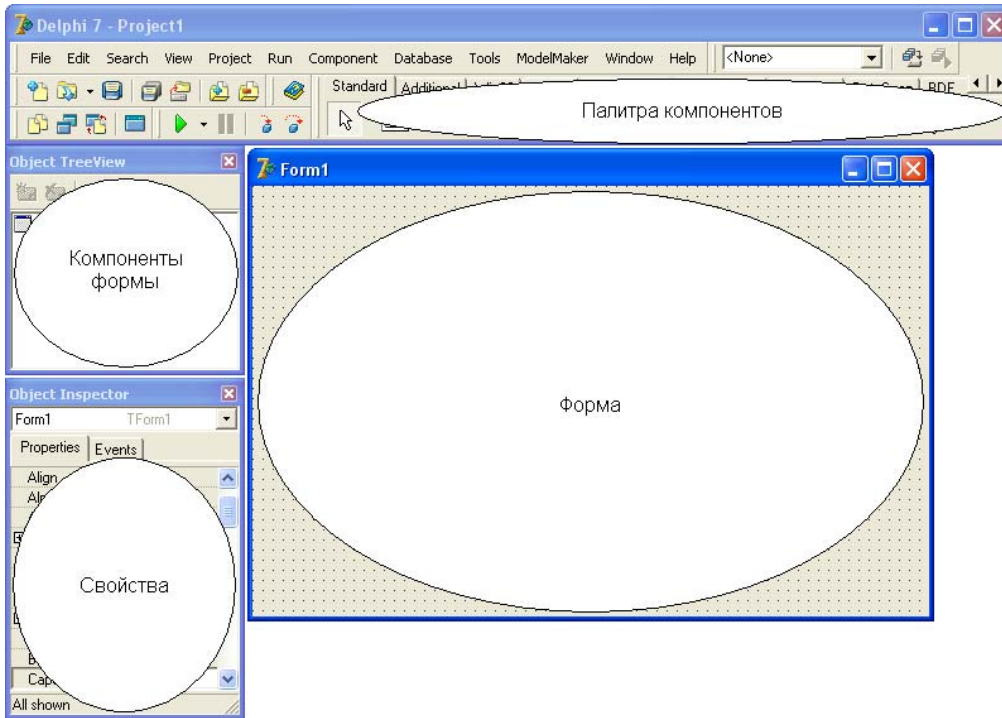 Delphi 7 - Project1
File Edit Search View Project Run Component Database Tools ModelMaker Window Help <None>
Standard Additional BDE
Палитра компонентов
Object TreeView
Компоненты
формы
Form1
Форма
Object Inspector
Form1 TForm1
Properties Events
Align
Свойства
All shown